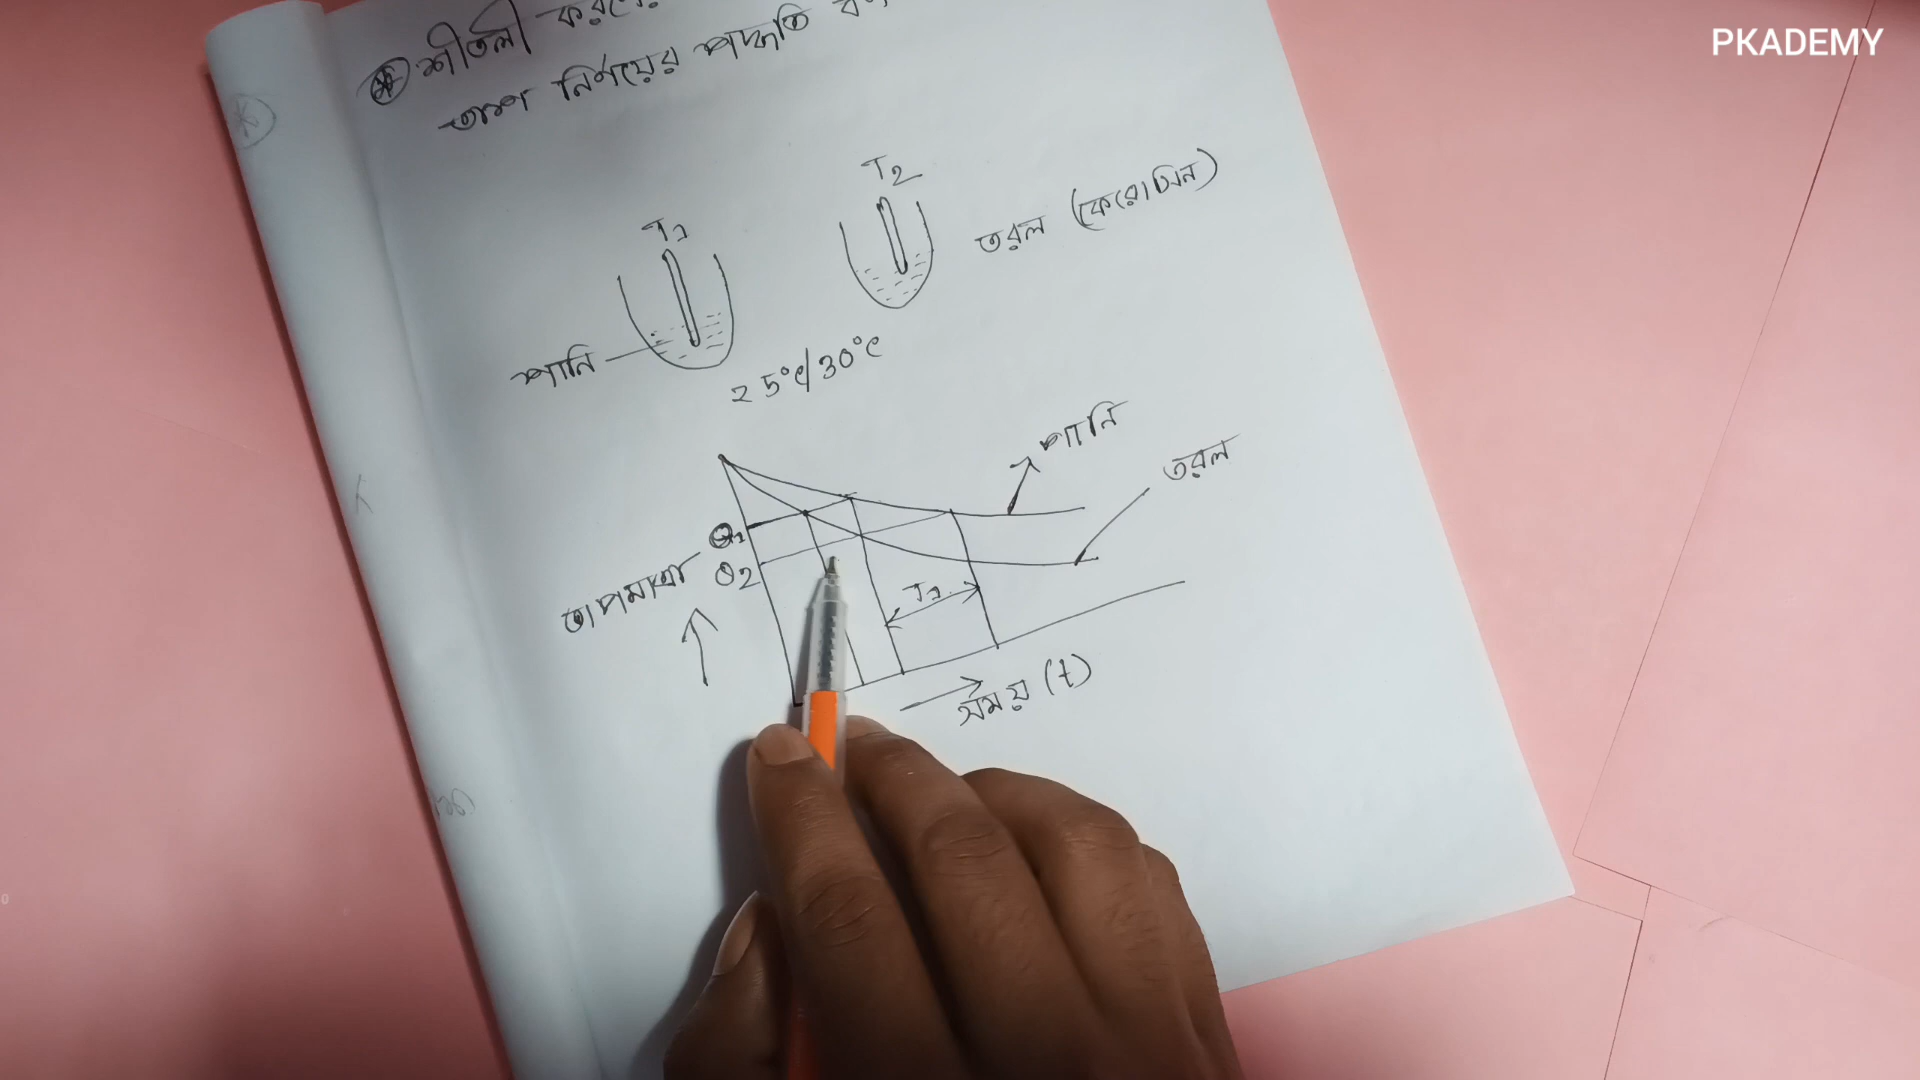 PKADEMY
শীতলী করণের
তাপ নির্ণয়ের পদ্ধতি
T2
তরল (কেরোসিন)
T1
পানি
25°C/30°C
পানি
তরল
θ1
θ2
তাপমাত্রা
T1
সময় (t)